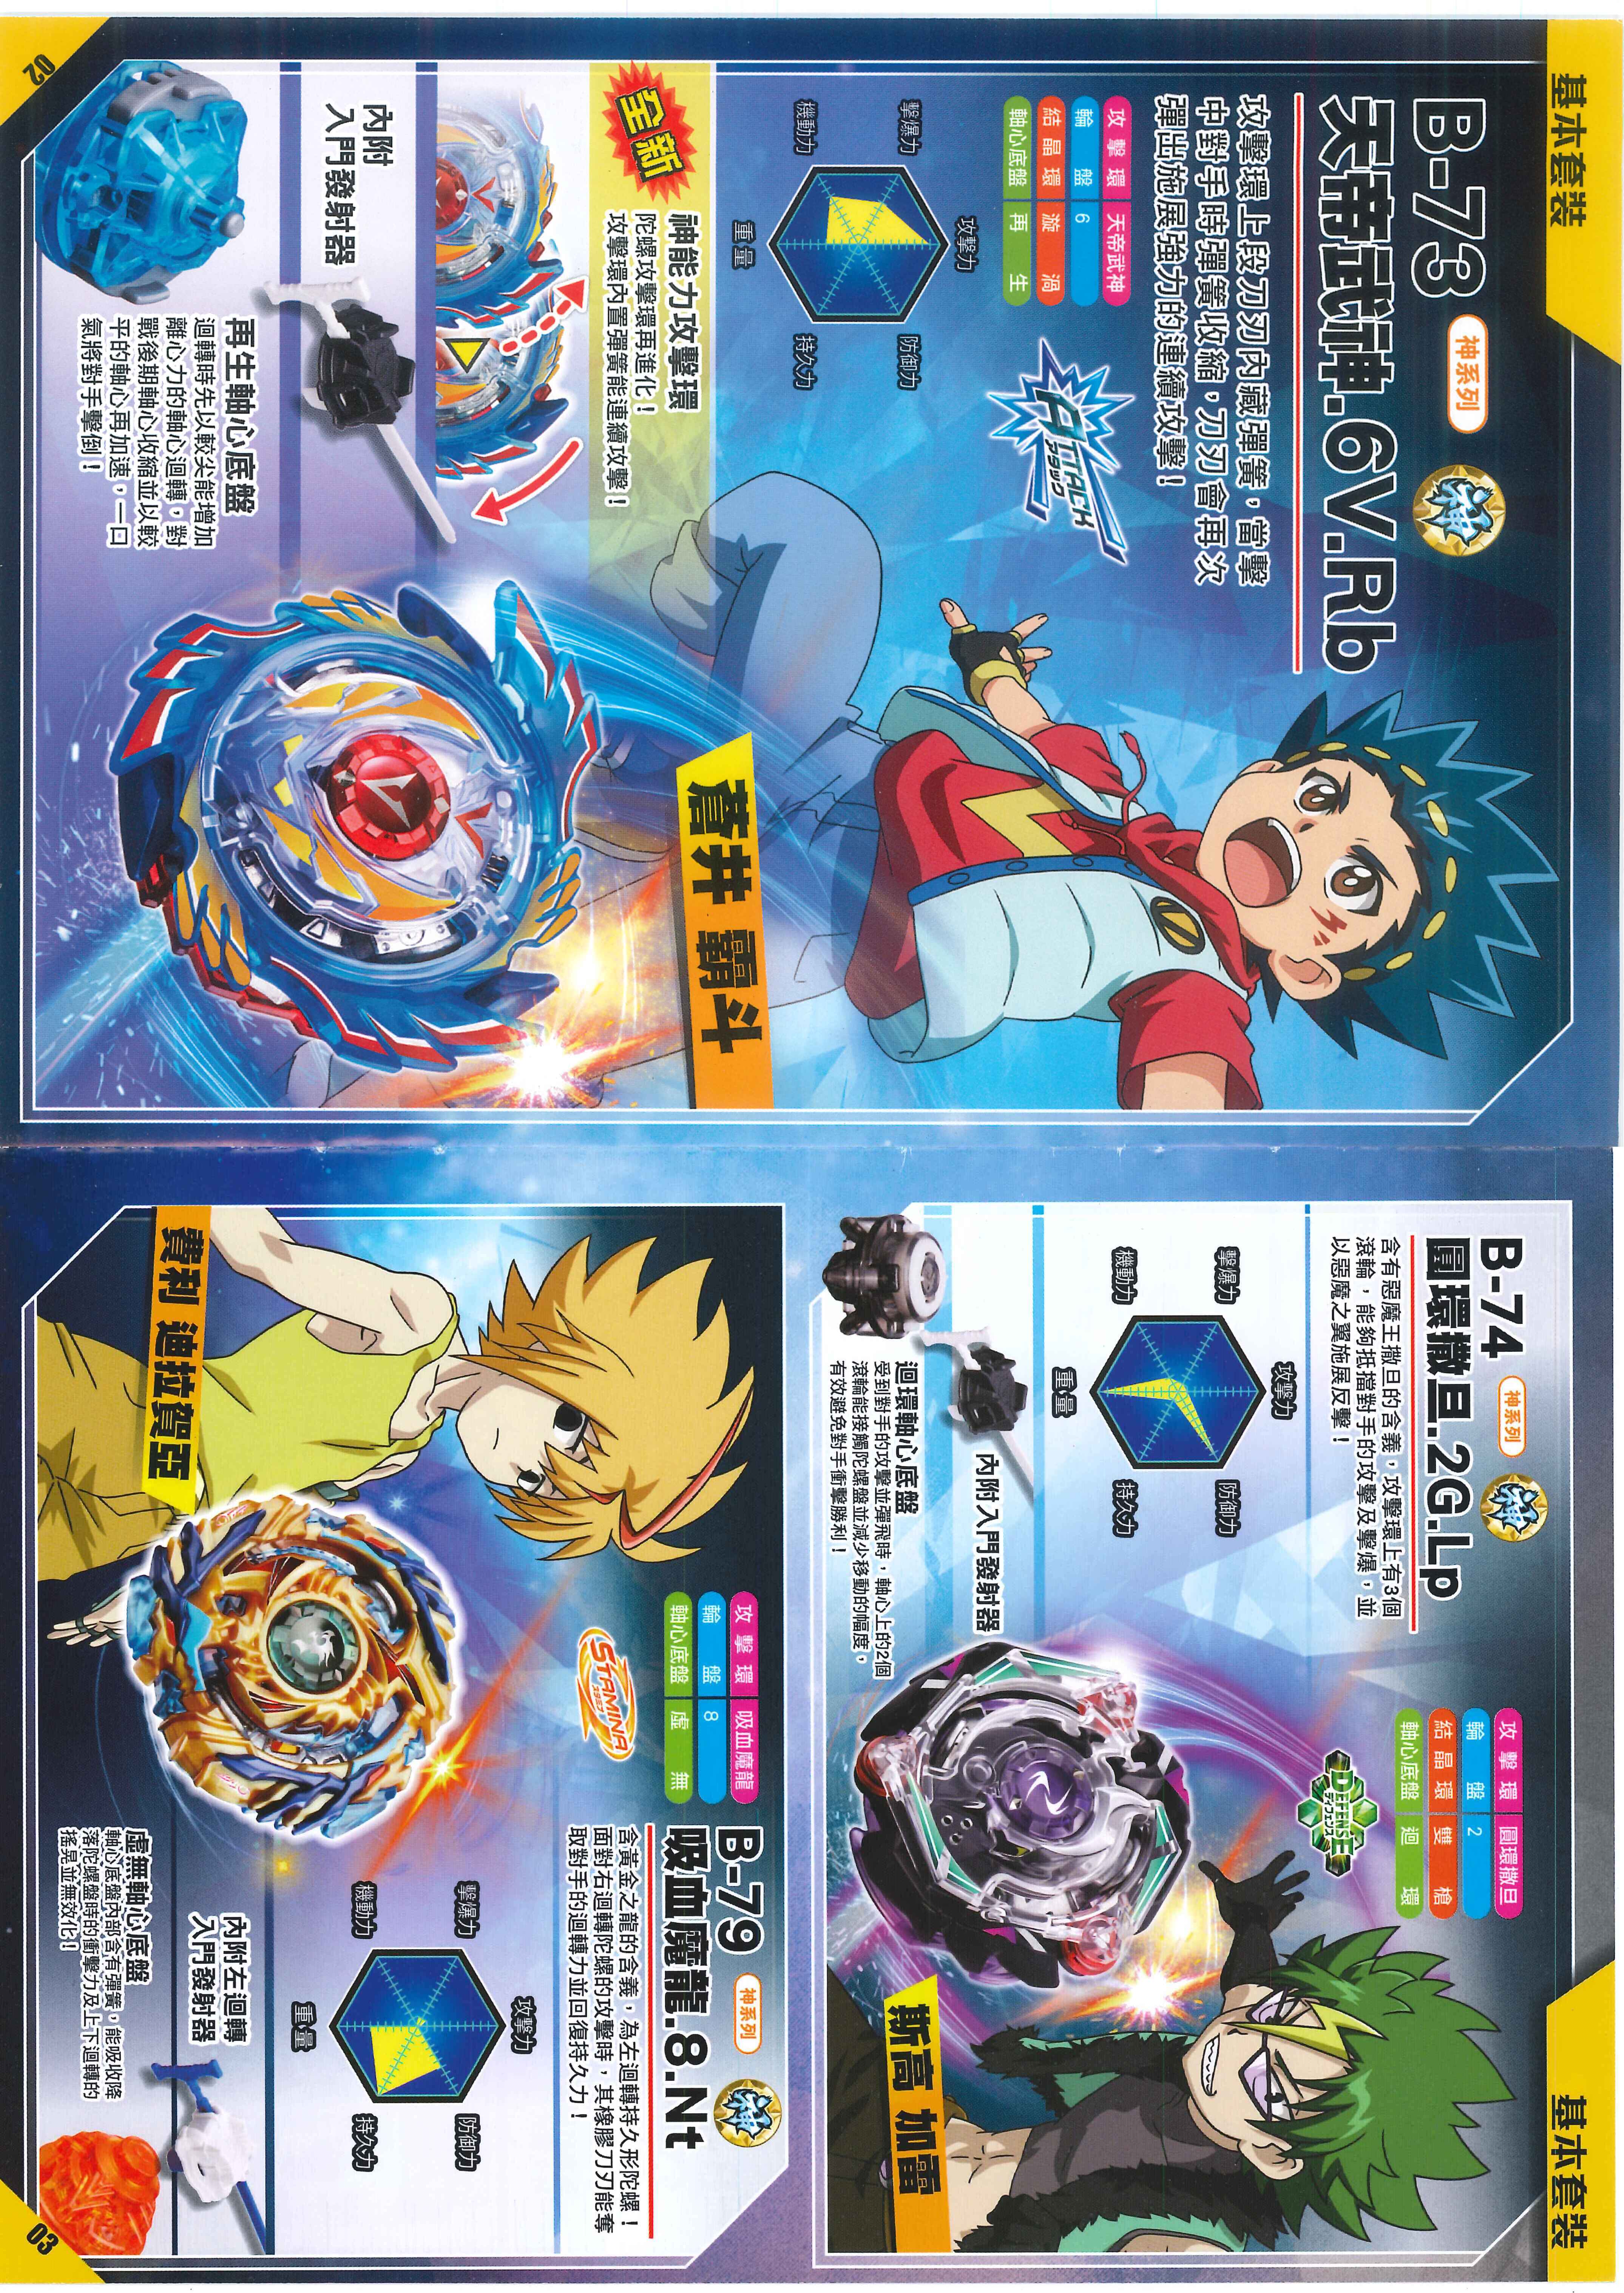 基本套裝
B-73 神系列 神
天帝武神.6V.Rb
攻擊環上段刀刃內藏彈簧，當擊
中對手時彈簧收縮，刀刃會再次
彈出施展強力的連續攻擊！
攻擊環 天帝武神
輪盤 6
結晶環 漩渦
軸心底盤 再生
ATTACK
アタック
攻擊力
擊爆力 防御力
機動力 持久力
重量
蒼井 霸斗
全新
神能力攻擊環
陀螺攻擊環再進化！
攻擊環內置彈簧能連續攻擊！
內附
入門發射器
再生軸心底盤
迴轉時先以較尖能增加
離心力的軸心迴轉，對
戰後期軸心收縮並以較
平的軸心再加速，一口
氣將對手擊倒！
02
基本套裝
B-74 神系列 神
圓環撒旦.2G.Lp
含有惡魔王撒旦的含義，攻擊環上有3個
滾輪，能夠抵擋對手的攻擊及擊爆，並
以惡魔之翼施展反擊！
攻擊環 圓環撒旦
輪盤 2
結晶環 雙槍
軸心底盤 迴環
DEFENSE
ディフェンス
攻擊力
擊爆力 防御力
機動力 持久力
重量
內附入門發射器
迴環軸心底盤
受到對手的攻擊並彈飛時，軸心上的2個
滾輪能接觸陀螺盤並減少移動的幅度，
有效避免對手衝擊勝利！
斯高 加雷
攻擊環 吸血魔龍
輪盤 8
軸心底盤 虛無
STAMINA
スタミナ
B-79 神系列 神
吸血魔龍.8.Nt
含黃金之龍的含義，為左迴轉持久形陀螺！
面對右迴轉陀螺的攻擊時，其橡膠刀刃能奪
取對手的迴轉力並回復持久力！
攻擊力
擊爆力 防御力
機動力 持久力
重量
費利 迪拉賀亞
內附左迴轉
入門發射器
虛無軸心底盤
軸心底盤內部含有彈簧，能吸收降
落陀螺盤時的衝擊力及上下迴轉的
搖晃並無效化！
03